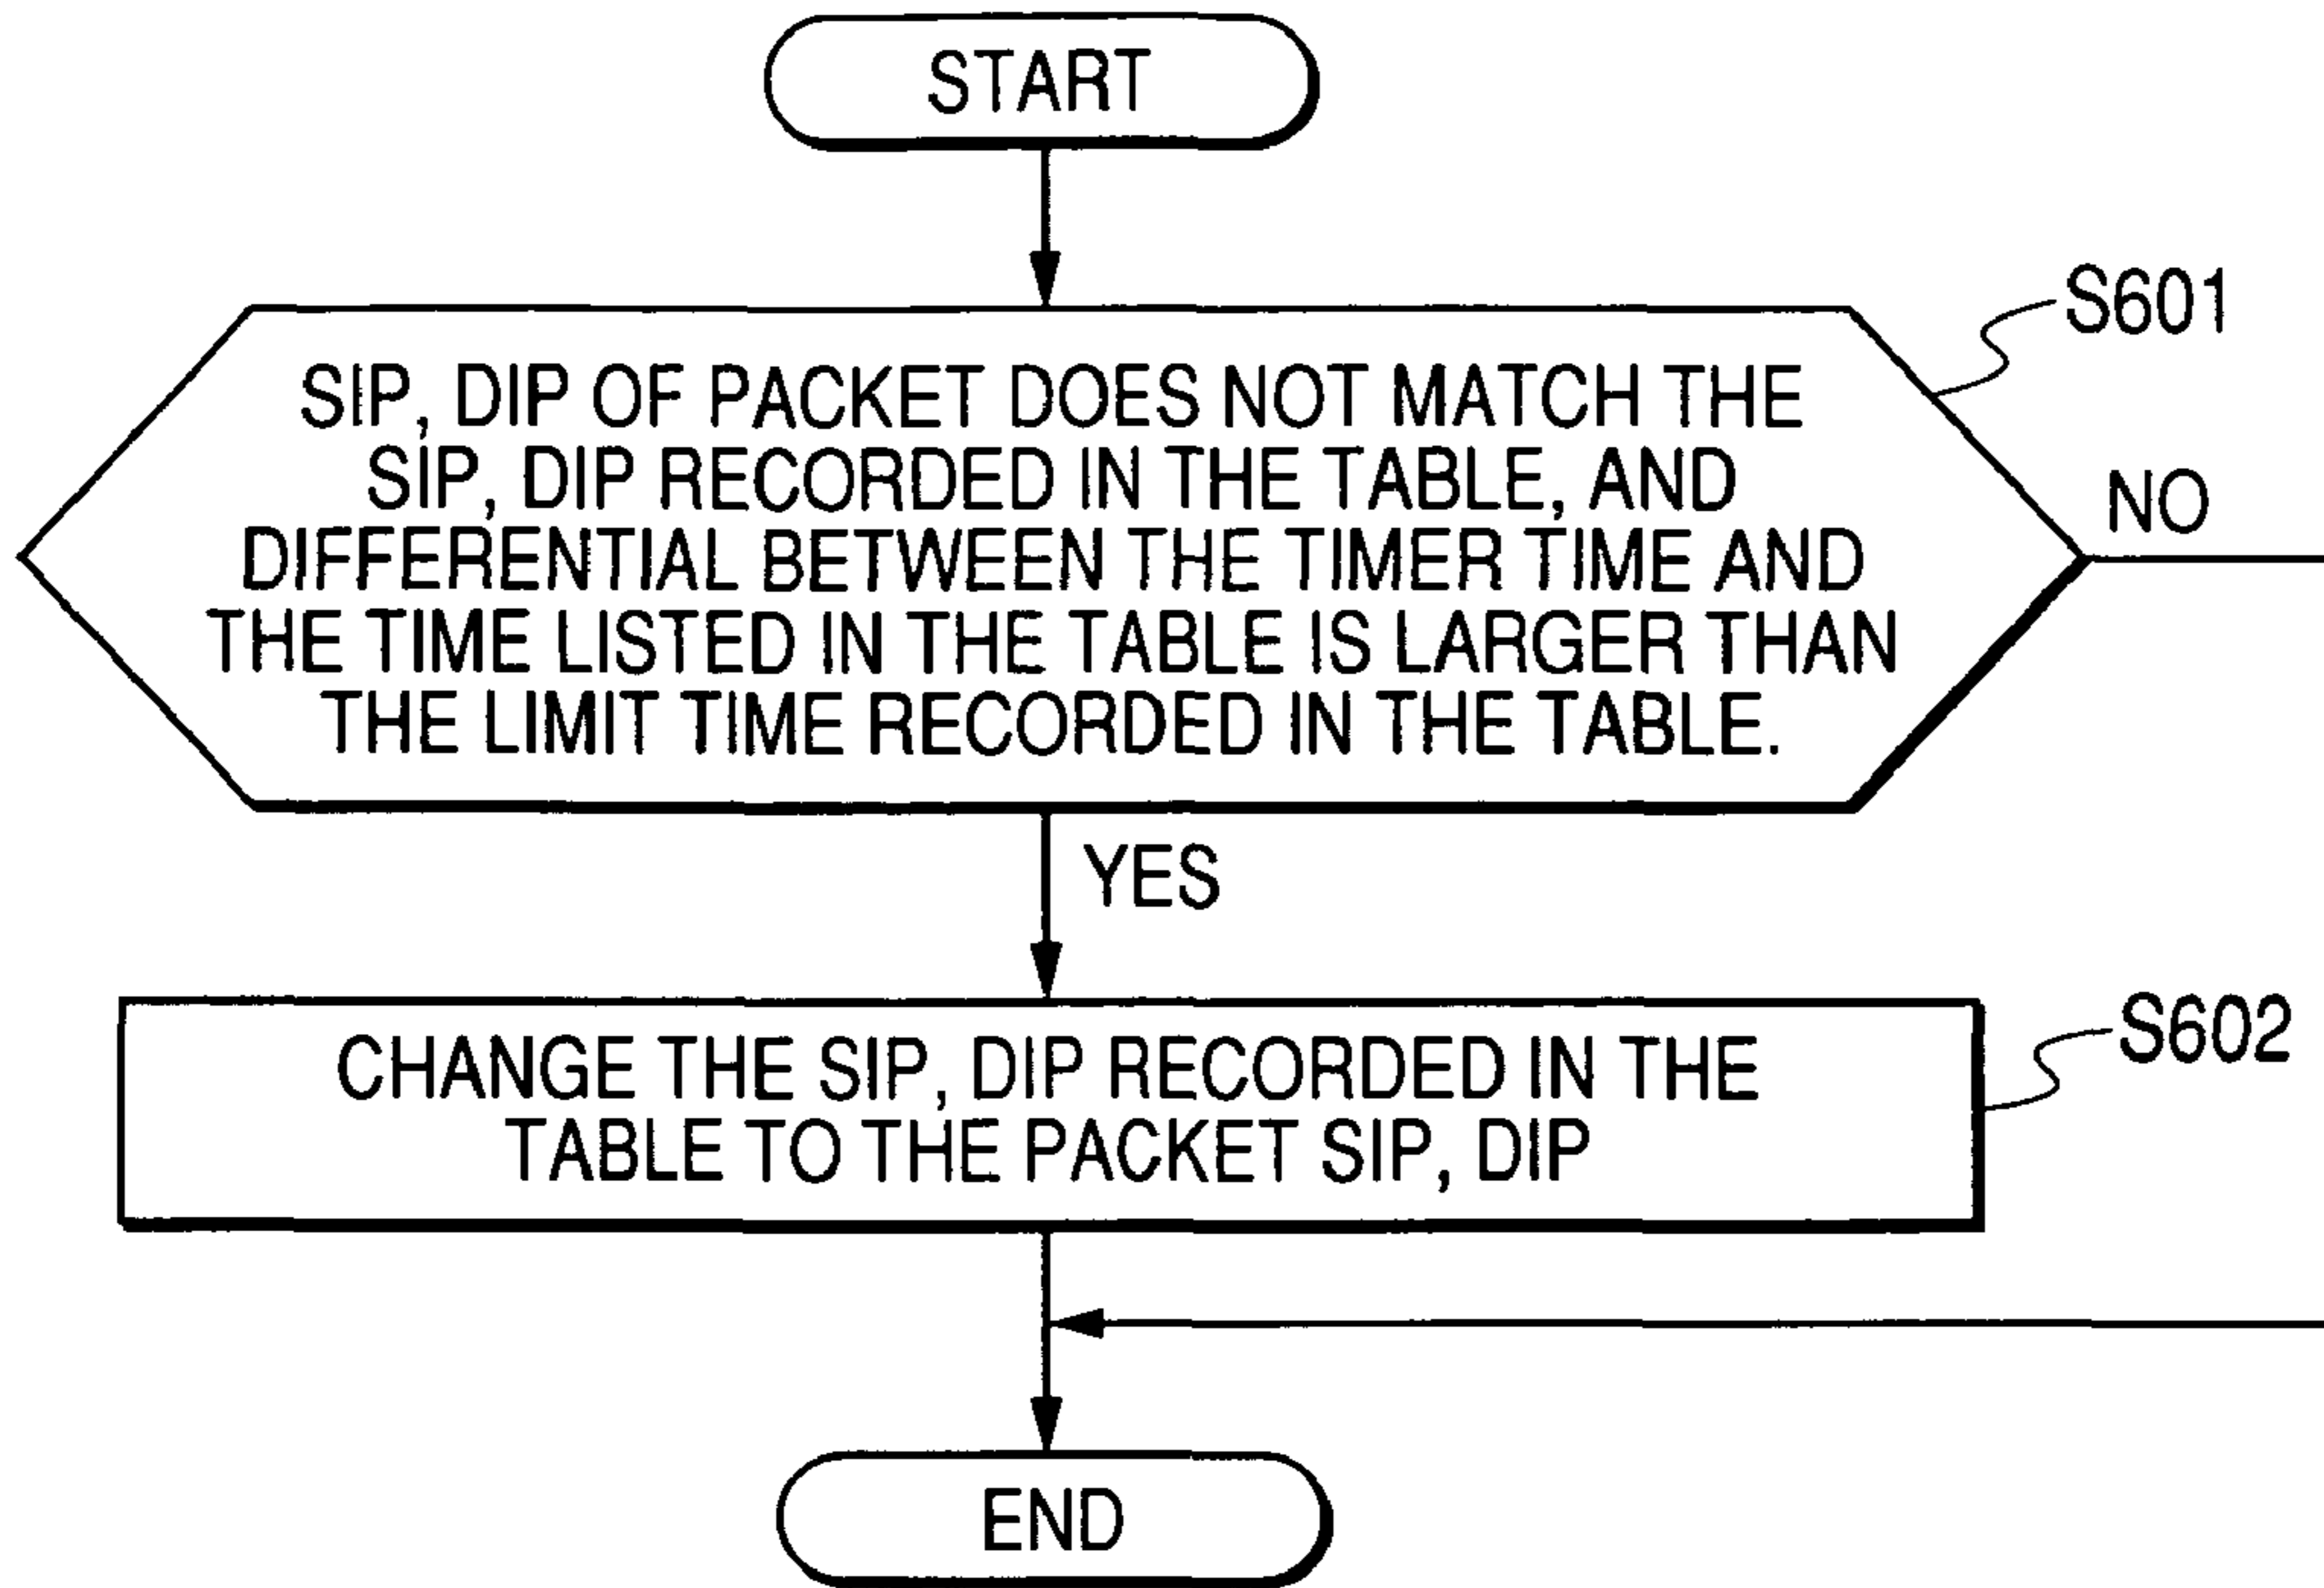 START
S601
SIP, DIP OF PACKET DOES NOT MATCH THE
SIP, DIP RECORDED IN THE TABLE, AND
DIFFERENTIAL BETWEEN THE TIMER TIME AND
THE TIME LISTED IN THE TABLE IS LARGER THAN
THE LIMIT TIME RECORDED IN THE TABLE.
NO
YES
S602
CHANGE THE SIP, DIP RECORDED IN THE
TABLE TO THE PACKET SIP, DIP
END